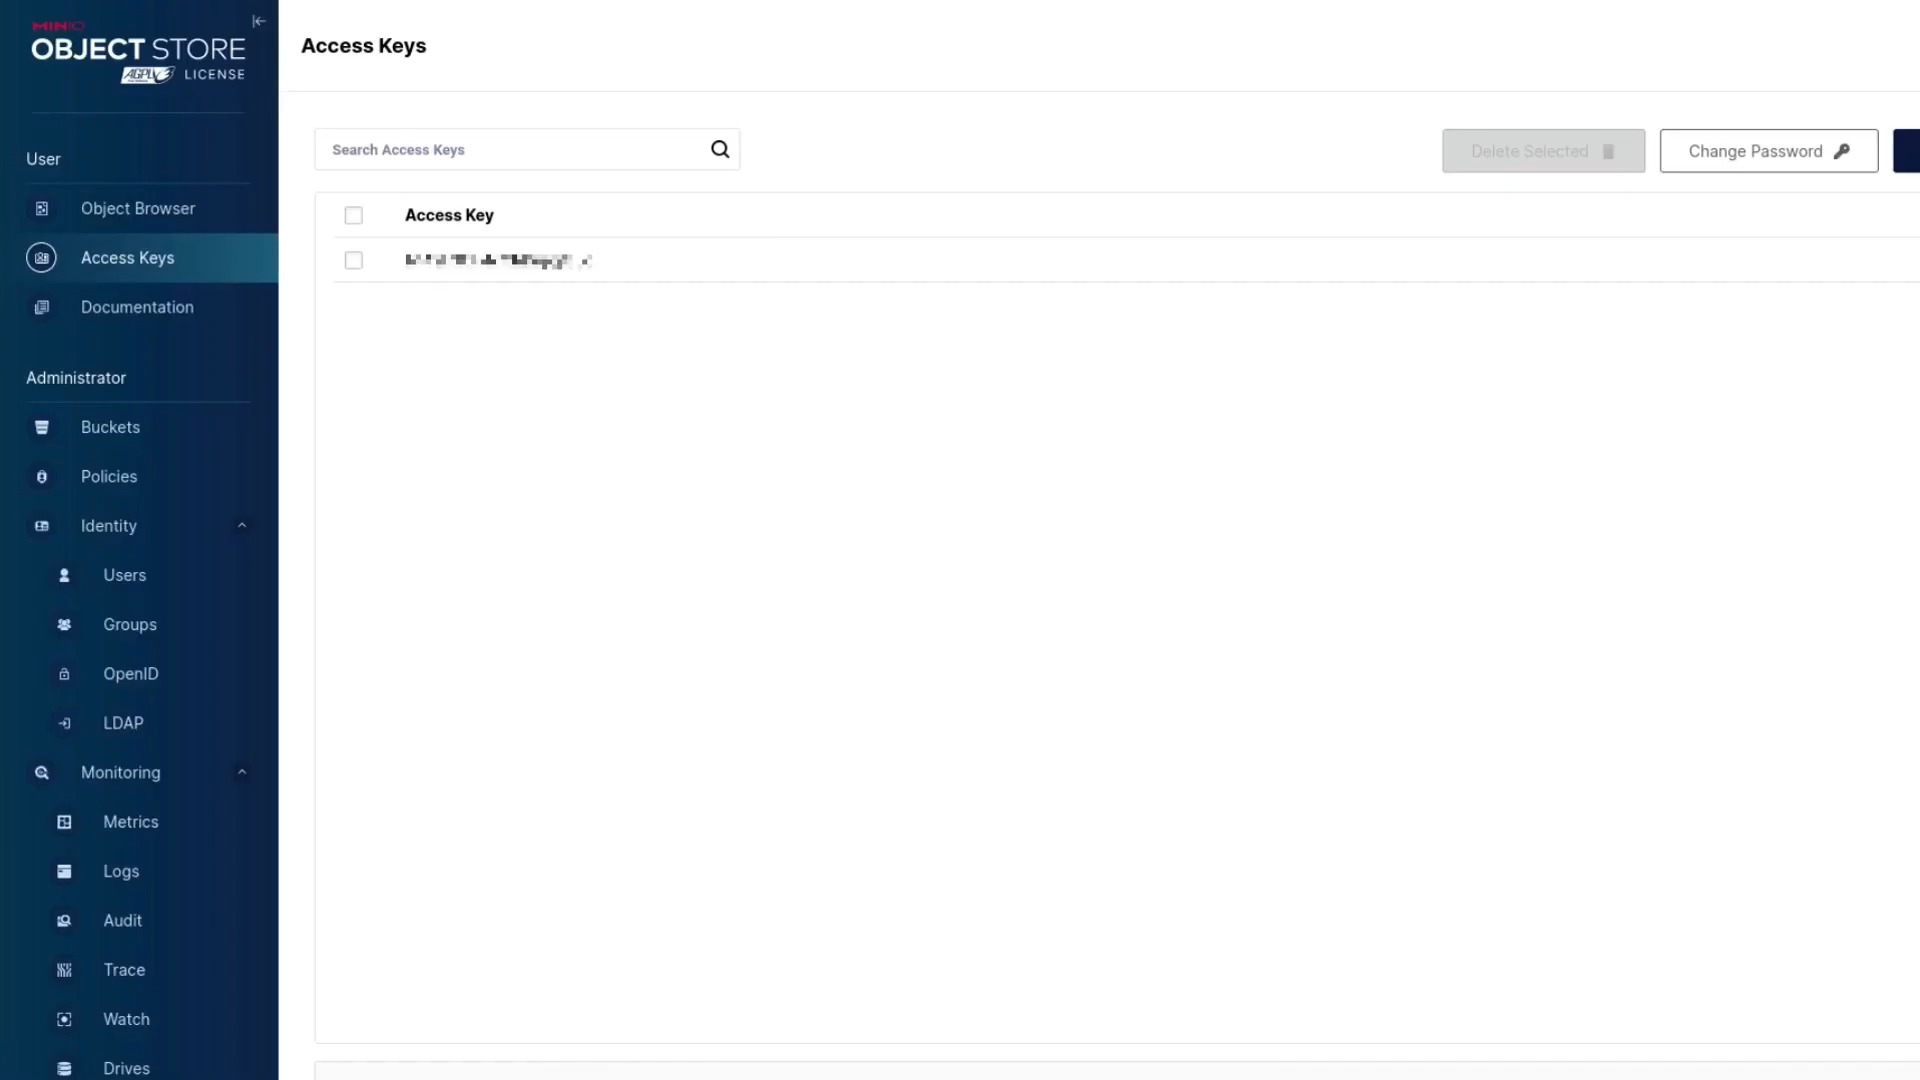 MINIO
OBJECT STORE
AGPLv3 LICENSE
Access Keys
User
Object Browser
Access Keys
Documentation
Administrator
Buckets
Policies
Identity
Users
Groups
OpenID
LDAP
Monitoring
Metrics
Logs
Audit
Trace
Watch
Drives
Search Access Keys
Delete Selected
Change Password
Access Key